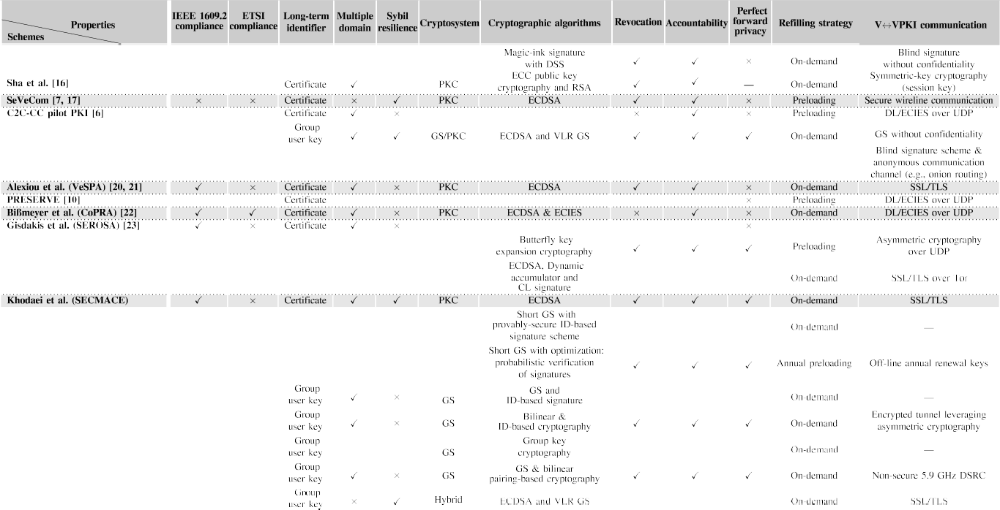 Properties
Schemes
IEEE 1609.2 compliance ETSI compliance Long-term identifier Multiple domain Sybil resilience Cryptosystem Cryptographic algorithms Revocation Accountability Perfect forward privacy Refilling strategy V↔VPKI communication
Magic-ink signature with DSS ✓ ✓ × On-demand Blind signature without confidentiality
Sha et al. [16] Certificate ✓ PKC ECC public key cryptography and RSA ✓ ✓ — On-demand Symmetric-key cryptography (session key)
SeVeCom [7, 17] × × Certificate × ✓ PKC ECDSA ✓ ✓ × Preloading Secure wireline communication
C2C-CC pilot PKI [6] Certificate ✓ × × ✓ × Preloading DL/ECIES over UDP
Group user key ✓ ✓ GS/PKC ECDSA and VLR GS ✓ ✓ ✓ On-demand GS without confidentiality
Blind signature scheme & anonymous communication channel (e.g., onion routing)
Alexiou et al. (VeSPA) [20, 21] ✓ × Certificate ✓ × PKC ECDSA ✓ ✓ × On-demand SSL/TLS
PRESERVE [10] Certificate × Preloading DL/ECIES over UDP
Bißmeyer et al. (CoPRA) [22] ✓ ✓ Certificate ✓ × PKC ECDSA & ECIES × ✓ × On-demand DL/ECIES over UDP
Gisdakis et al. (SEROSA) [23] ✓ × Certificate ✓ × ×
Butterfly key expansion cryptography ✓ ✓ ✓ Preloading Asymmetric cryptography over UDP
ECDSA, Dynamic accumulator and CL signature On-demand SSL/TLS over Tor
Khodaei et al. (SECMACE) ✓ × Certificate ✓ ✓ PKC ECDSA ✓ ✓ ✓ On-demand SSL/TLS
Short GS with provably-secure ID-based signature scheme On-demand —
Short GS with optimization: probabilistic verification of signatures ✓ ✓ ✓ Annual preloading Off-line annual renewal keys
Group user key ✓ × GS GS and ID-based signature On-demand —
Group user key ✓ × GS Bilinear & ID-based cryptography ✓ ✓ ✓ On-demand Encrypted tunnel leveraging asymmetric cryptography
Group user key GS Group key cryptography On-demand —
Group user key ✓ × GS GS & bilinear pairing-based cryptography ✓ ✓ ✓ On-demand Non-secure 5.9 GHz DSRC
Group user key × ✓ Hybrid ECDSA and VLR GS On-demand SSL/TLS